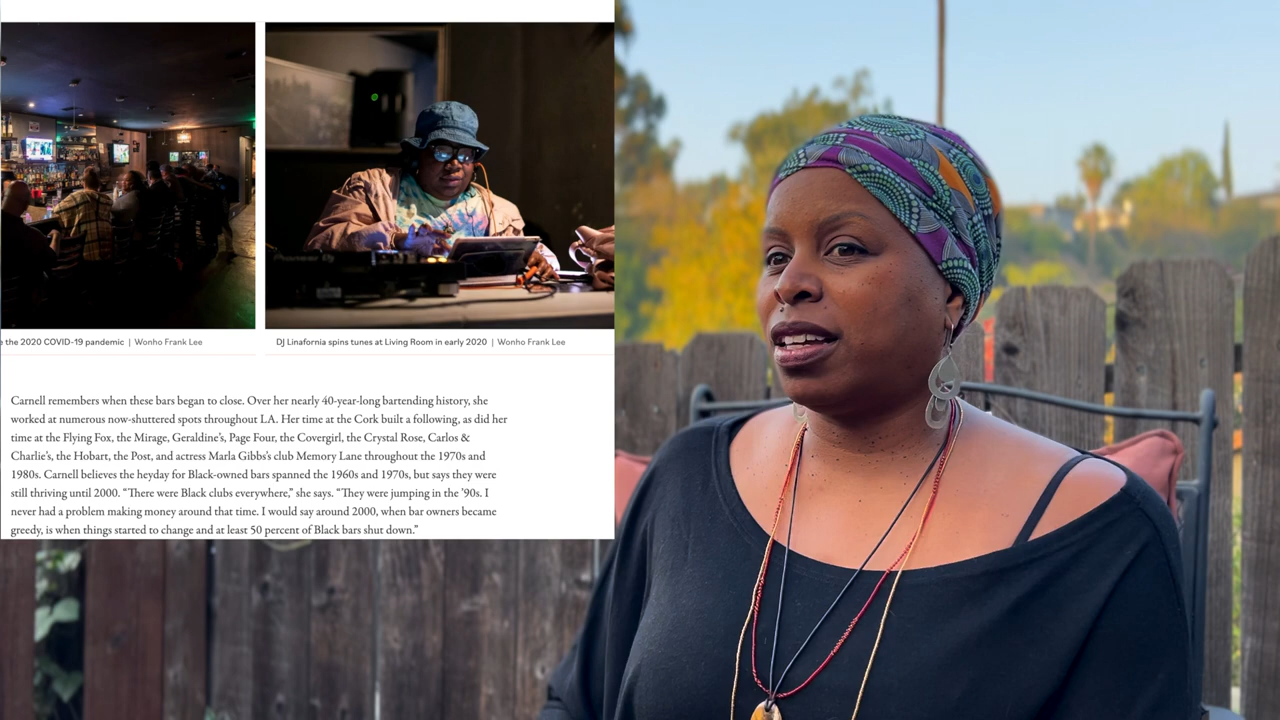 e the 2020 COVID-19 pandemic | Wonho Frank Lee
DJ Linafornia spins tunes at Living Room in early 2020 | Wonho Frank Lee
Carnell remembers when these bars began to close. Over her nearly 40-year-long bartending history, she
worked at numerous now-shuttered spots throughout LA. Her time at the Cork built a following, as did her
time at the Flying Fox, the Mirage, Geraldine’s, Page Four, the Covergirl, the Crystal Rose, Carlos &
Charlie’s, the Hobart, the Post, and actress Marla Gibbs’s club Memory Lane throughout the 1970s and
1980s. Carnell believes the heyday for Black-owned bars spanned the 1960s and 1970s, but says they were
still thriving until 2000. “There were Black clubs everywhere,” she says. “They were jumping in the ’90s. I
never had a problem making money around that time. I would say around 2000, when bar owners became
greedy, is when things started to change and at least 50 percent of Black bars shut down.”